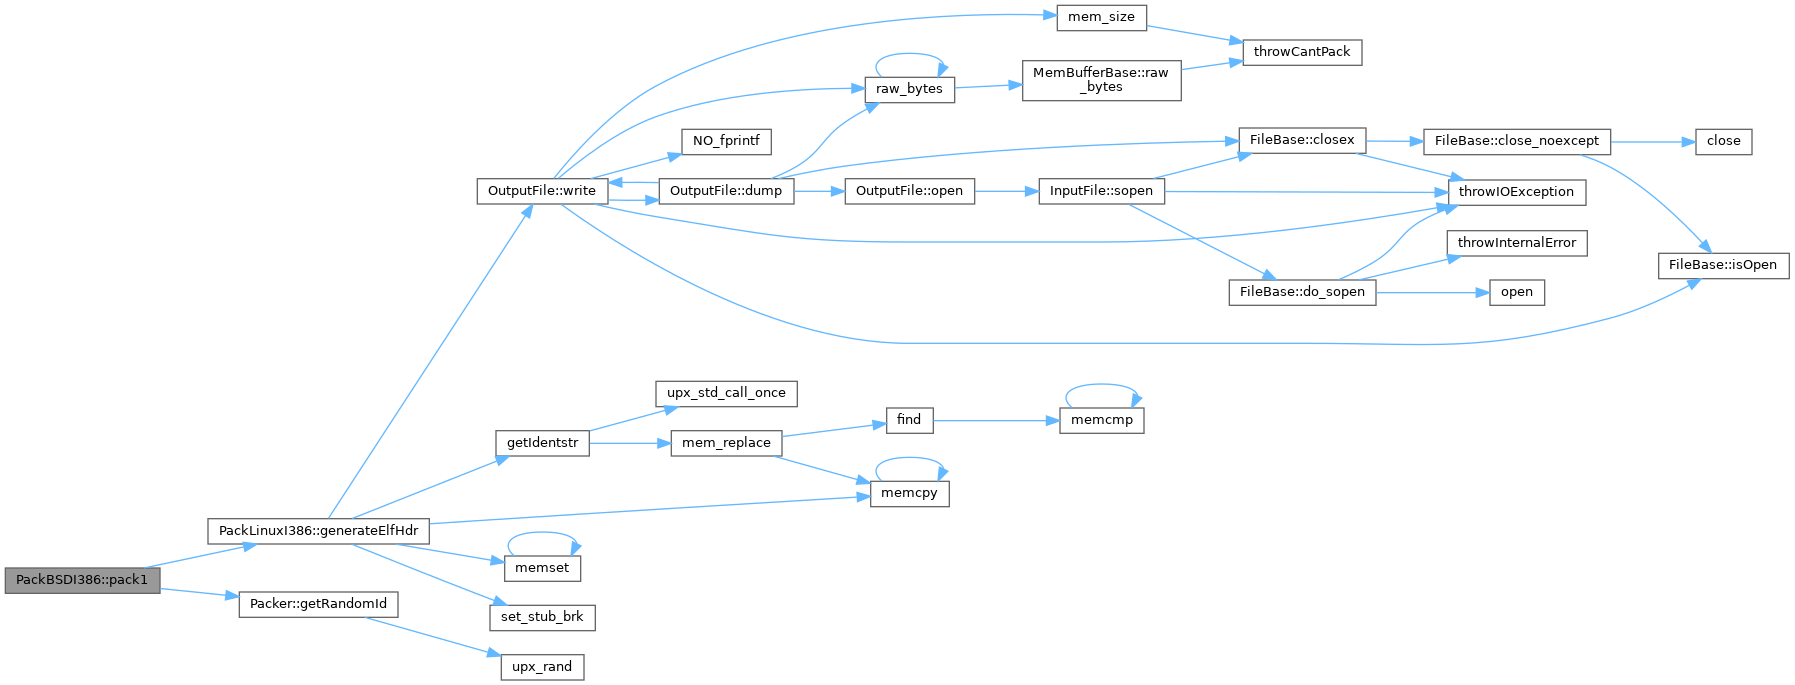 mem_size
throwCantPack
MemBufferBase::raw
_bytes
raw_bytes
NO_fprintf
FileBase::closex
FileBase::close_noexcept
close
OutputFile::write
OutputFile::dump
OutputFile::open
InputFile::sopen
throwIOException
throwInternalError
FileBase::isOpen
FileBase::do_sopen
open
upx_std_call_once
find
memcmp
getIdentstr
mem_replace
memcpy
PackLinuxI386::generateElfHdr
memset
PackBSDI386::pack1
Packer::getRandomId
set_stub_brk
upx_rand